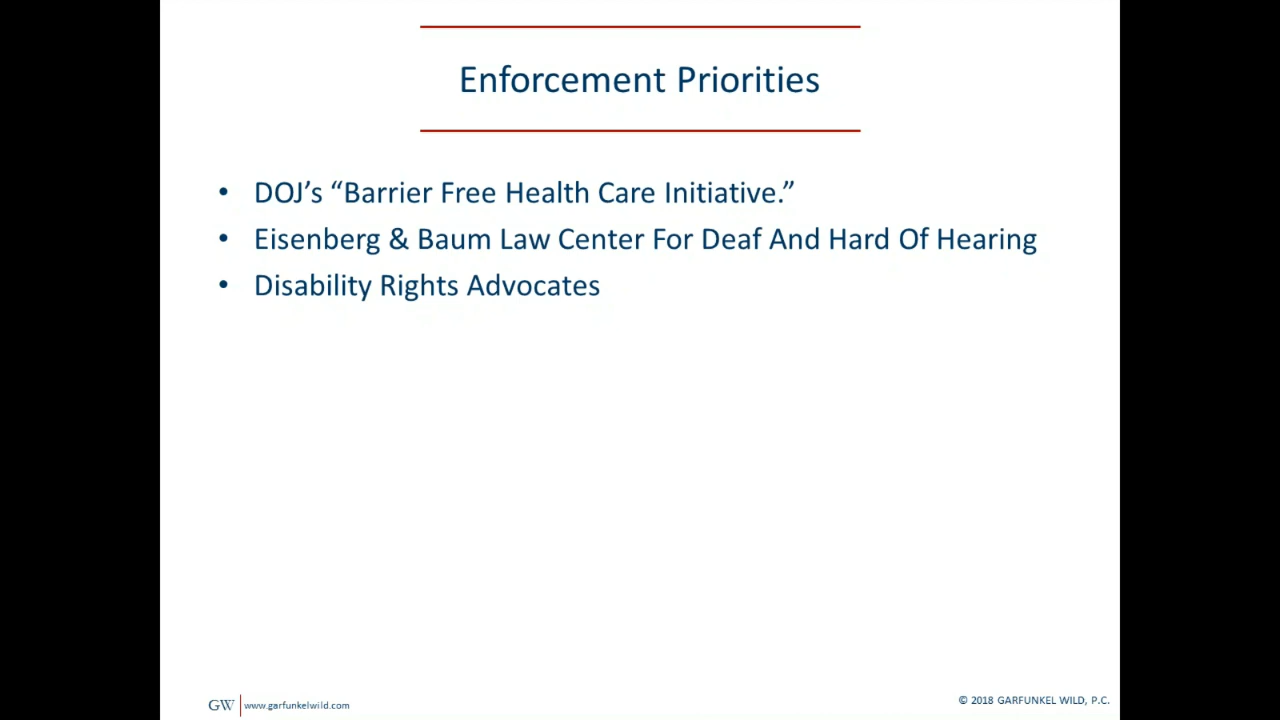 Enforcement Priorities
• DOJ’s “Barrier Free Health Care Initiative.”
• Eisenberg & Baum Law Center For Deaf And Hard Of Hearing
• Disability Rights Advocates
GW www.garfunkelwild.com
© 2018 GARFUNKEL WILD, P.C.